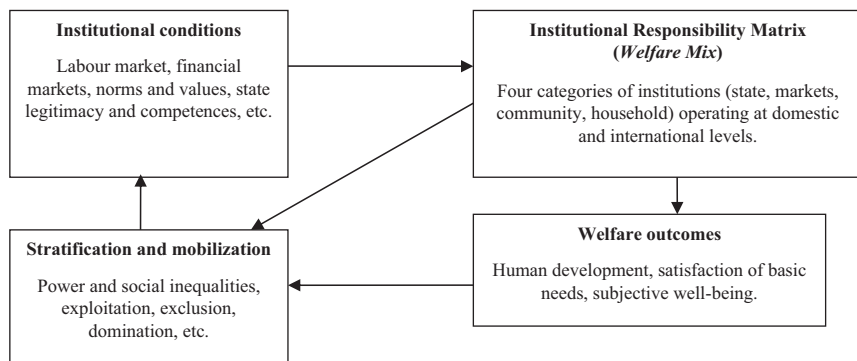 Institutional conditions
Labour market, financial
markets, norms and values, state
legitimacy and competences, etc.
Institutional Responsibility Matrix
(Welfare Mix)
Four categories of institutions (state, markets,
community, household) operating at domestic
and international levels.
Stratification and mobilization
Power and social inequalities,
exploitation, exclusion,
domination, etc.
Welfare outcomes
Human development, satisfaction of basic
needs, subjective well-being.